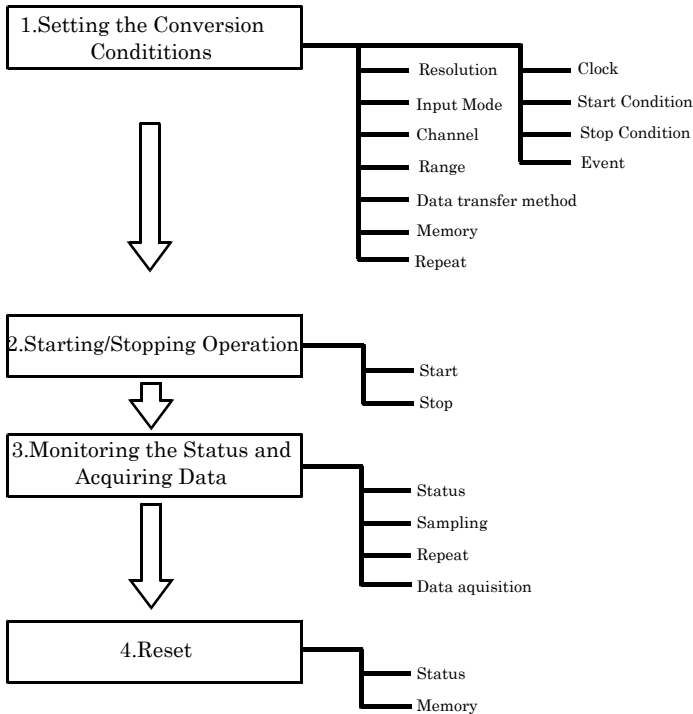 1.Setting the Conversion
Condititions
Resolution
Input Mode
Channel
Range
Data transfer method
Memory
Repeat
Clock
Start Condition
Stop Condition
Event
2.Starting/Stopping Operation
Start
Stop
3.Monitoring the Status and
Acquiring Data
Status
Sampling
Repeat
Data aquisition
4.Reset
Status
Memory